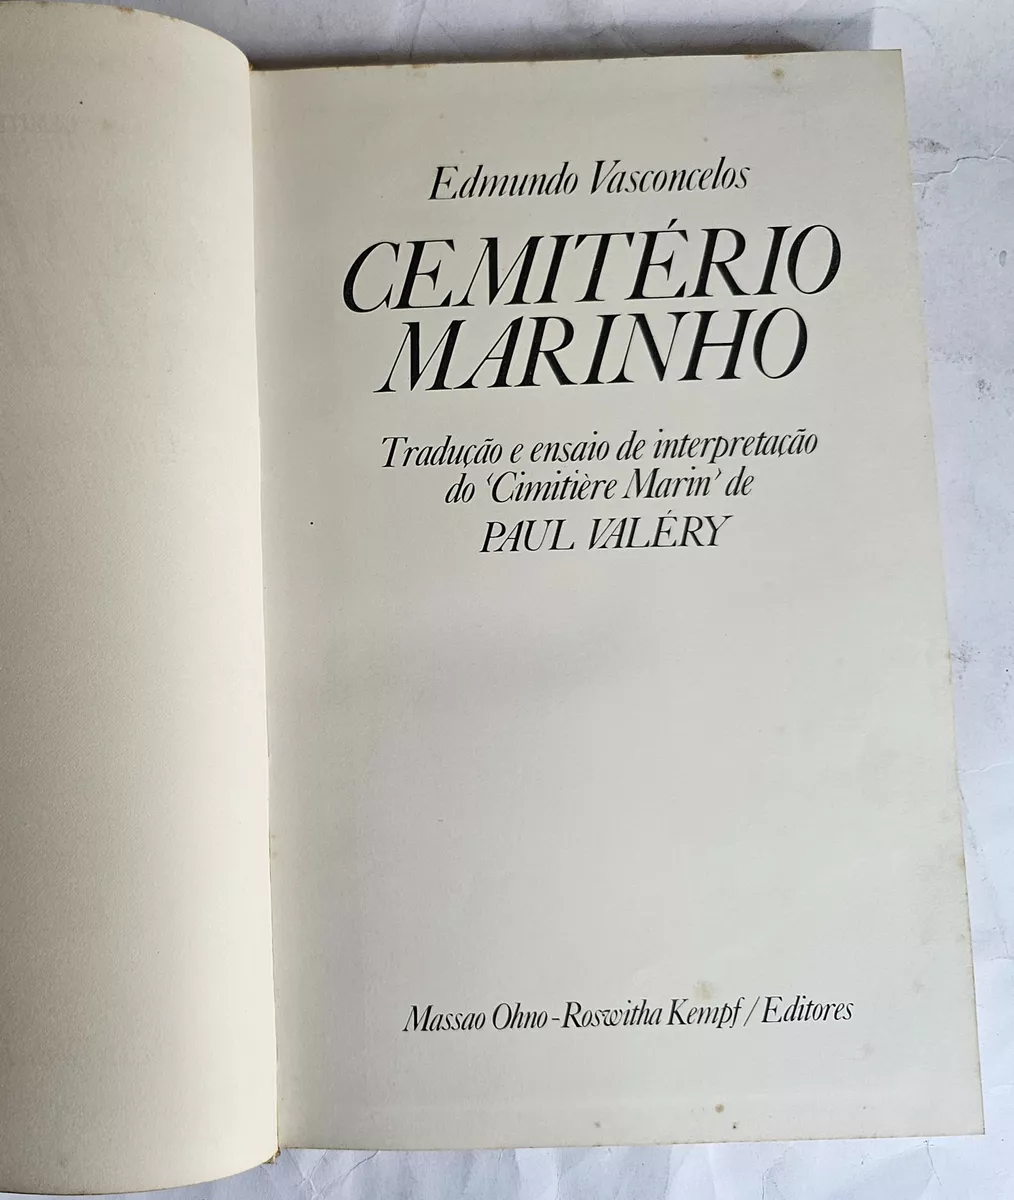 Edmundo Vasconcelos
CEMITÉRIO
MARINHO
Tradução e ensaio de interpretação
do ‘Cimitière Marin’ de
PAUL VALÉRY
Massao Ohno-Roswitha Kempf / Editores